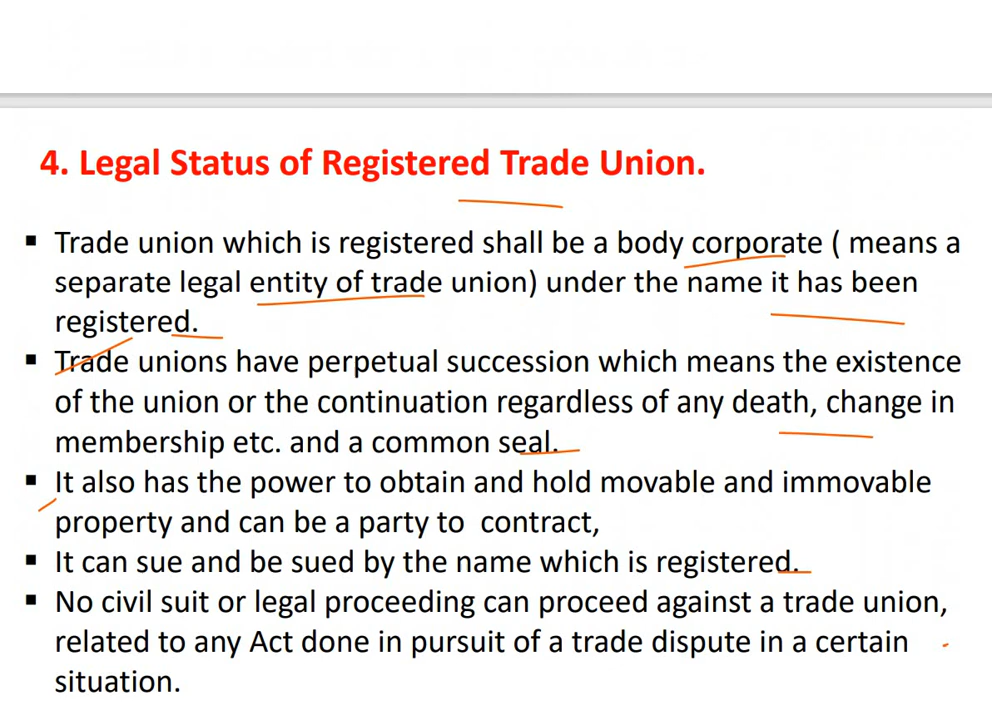 4. Legal Status of Registered Trade Union.
▪ Trade union which is registered shall be a body corporate ( means a
separate legal entity of trade union) under the name it has been
registered.
▪ Trade unions have perpetual succession which means the existence
of the union or the continuation regardless of any death, change in
membership etc. and a common seal.
▪ It also has the power to obtain and hold movable and immovable
property and can be a party to contract,
▪ It can sue and be sued by the name which is registered.
▪ No civil suit or legal proceeding can proceed against a trade union,
related to any Act done in pursuit of a trade dispute in a certain
situation.